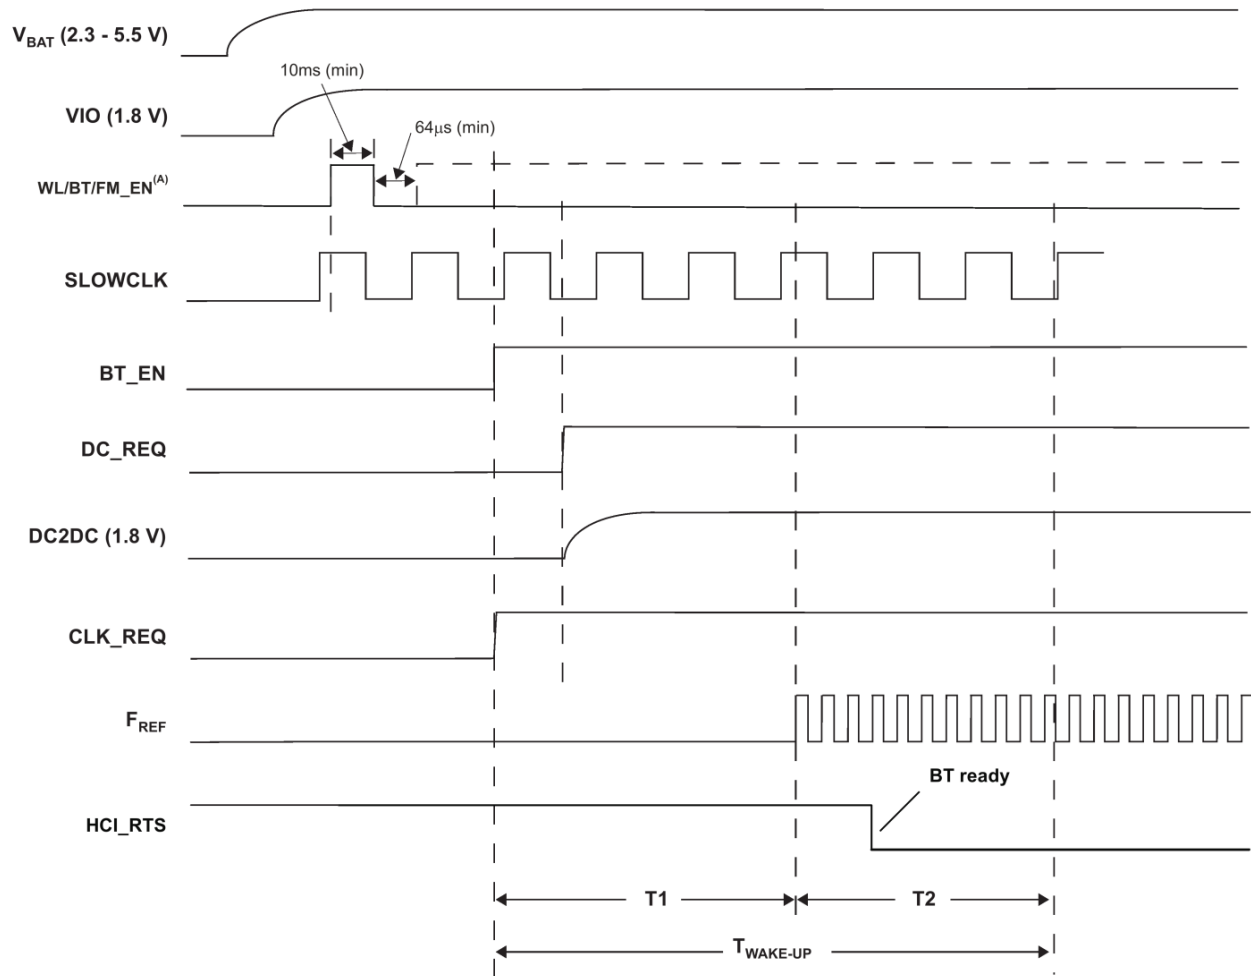 V_BAT (2.3 - 5.5 V)
10ms (min)
VIO (1.8 V)
64μs (min)
WL/BT/FM_EN(A)
SLOWCLK
BT_EN
DC_REQ
DC2DC (1.8 V)
CLK_REQ
F_REF
BT ready
HCI_RTS
T1
T2
T_WAKE-UP